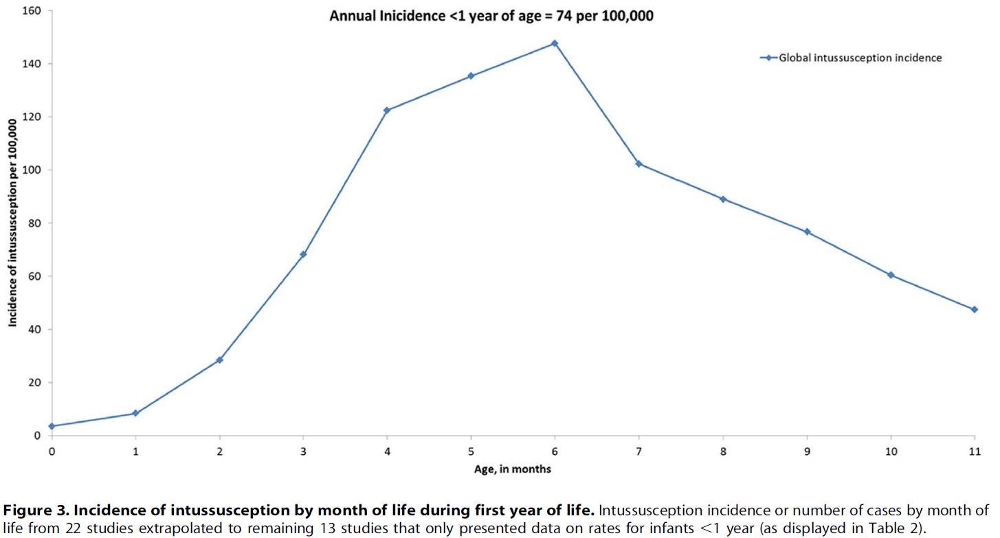 Annual Inicidence <1 year of age = 74 per 100,000
Global intussusception incidence
Incidence of intussusception per 100,000
160
140
120
100
80
60
40
20
0
0 1 2 3 4 5 6 7 8 9 10 11
Age, in months
Figure 3. Incidence of intussusception by month of life during first year of life. Intussusception incidence or number of cases by month of
life from 22 studies extrapolated to remaining 13 studies that only presented data on rates for infants <1 year (as displayed in Table 2).